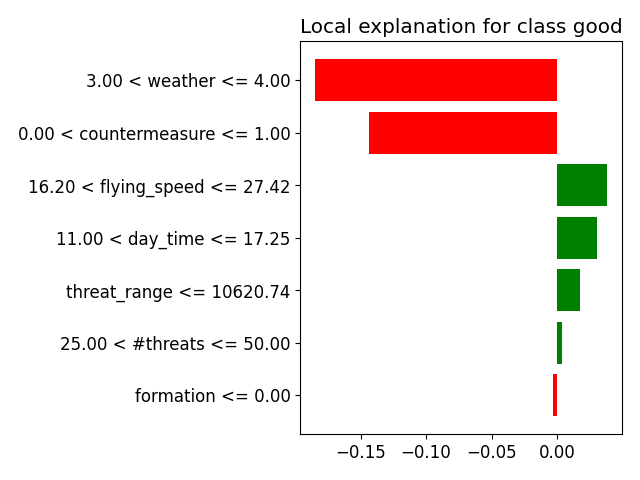 Local explanation for class good
3.00 < weather <= 4.00
0.00 < countermeasure <= 1.00
16.20 < flying_speed <= 27.42
11.00 < day_time <= 17.25
threat_range <= 10620.74
25.00 < #threats <= 50.00
formation <= 0.00
−0.15 −0.10 −0.05 0.00